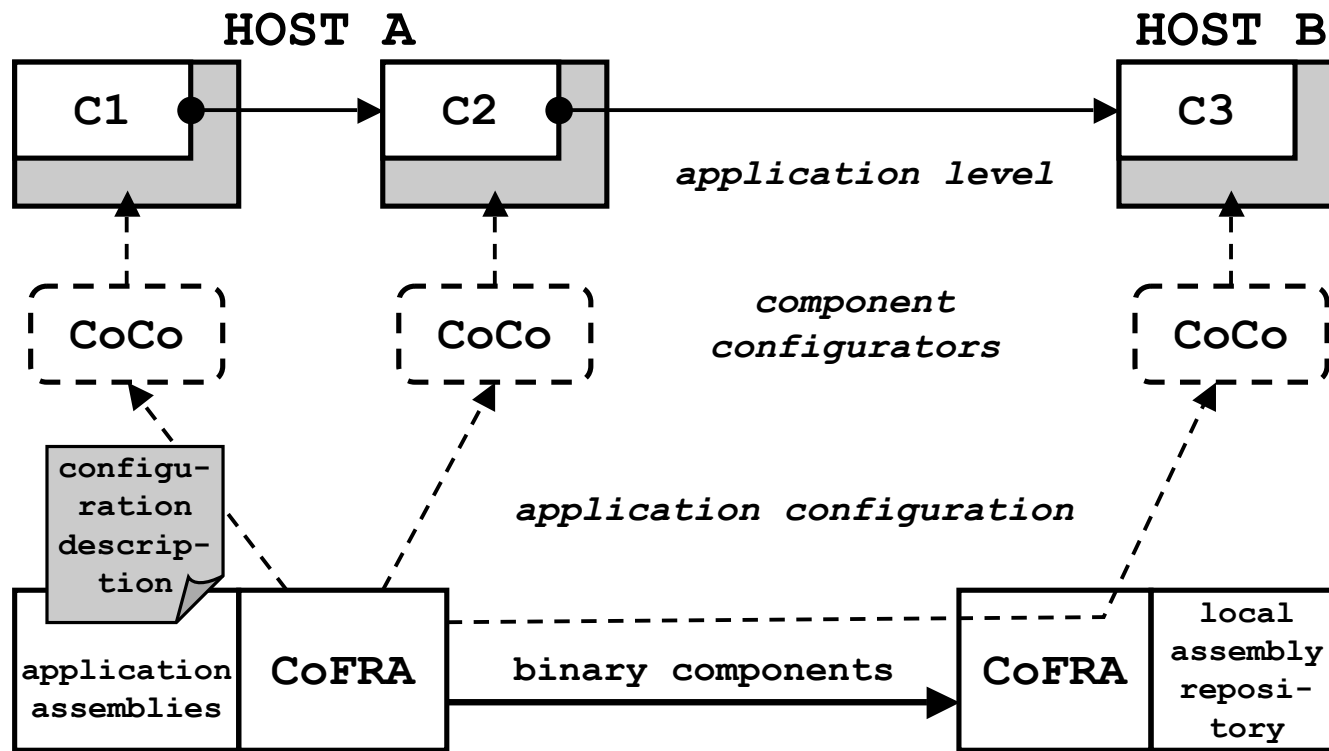 HOST A
HOST B
C1
C2
C3
application level
CoCo
CoCo
component
configurators
CoCo
configu-
ration
descrip-
tion
application configuration
application
assemblies
CoFRA
binary components
CoFRA
local
assembly
reposi-
tory